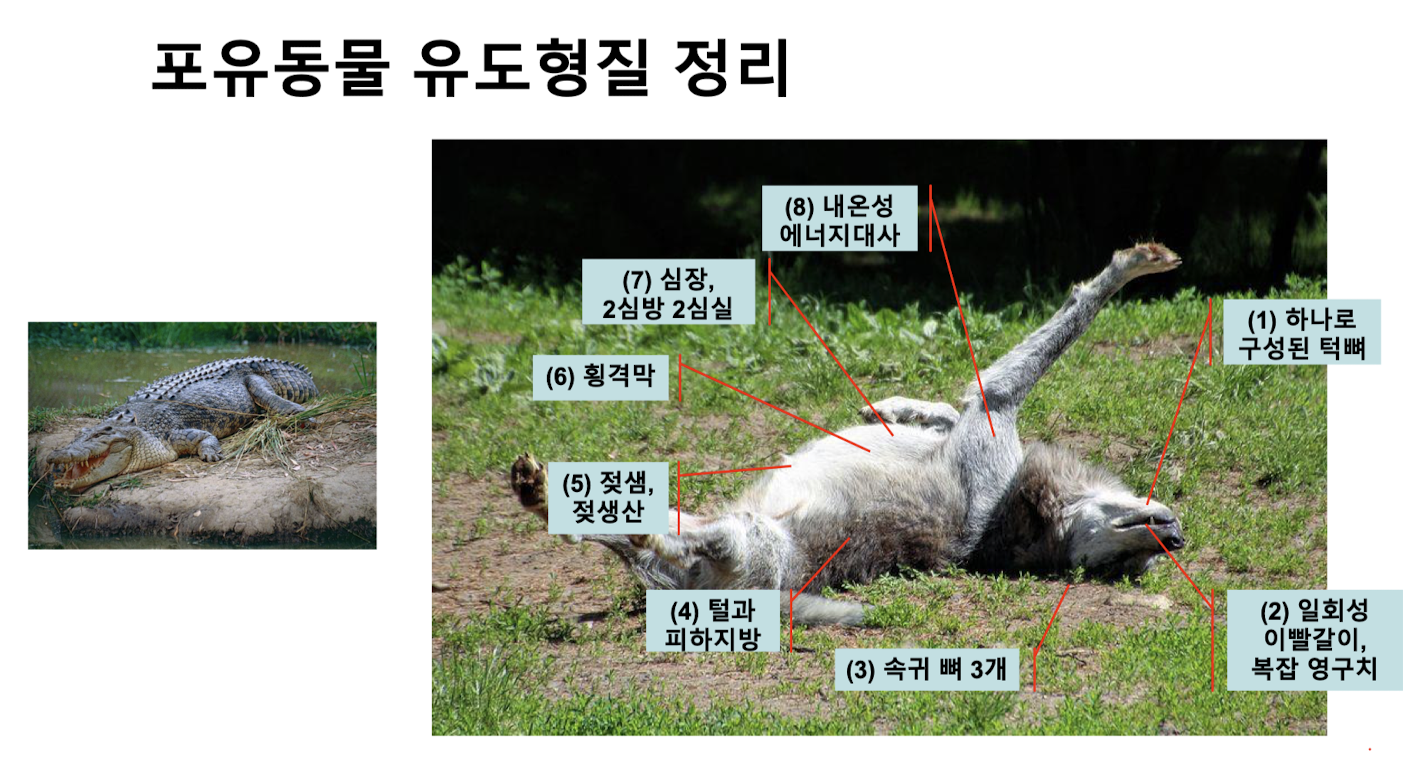 포유동물 유도형질 정리
(8) 내온성
에너지대사
(7) 심장,
2심방 2심실
(1) 하나로
구성된 턱뼈
(6) 횡격막
(5) 젖샘,
젖생산
(4) 털과
피하지방
(3) 속귀 뼈 3개
(2) 일회성
이빨갈이,
복잡 영구치